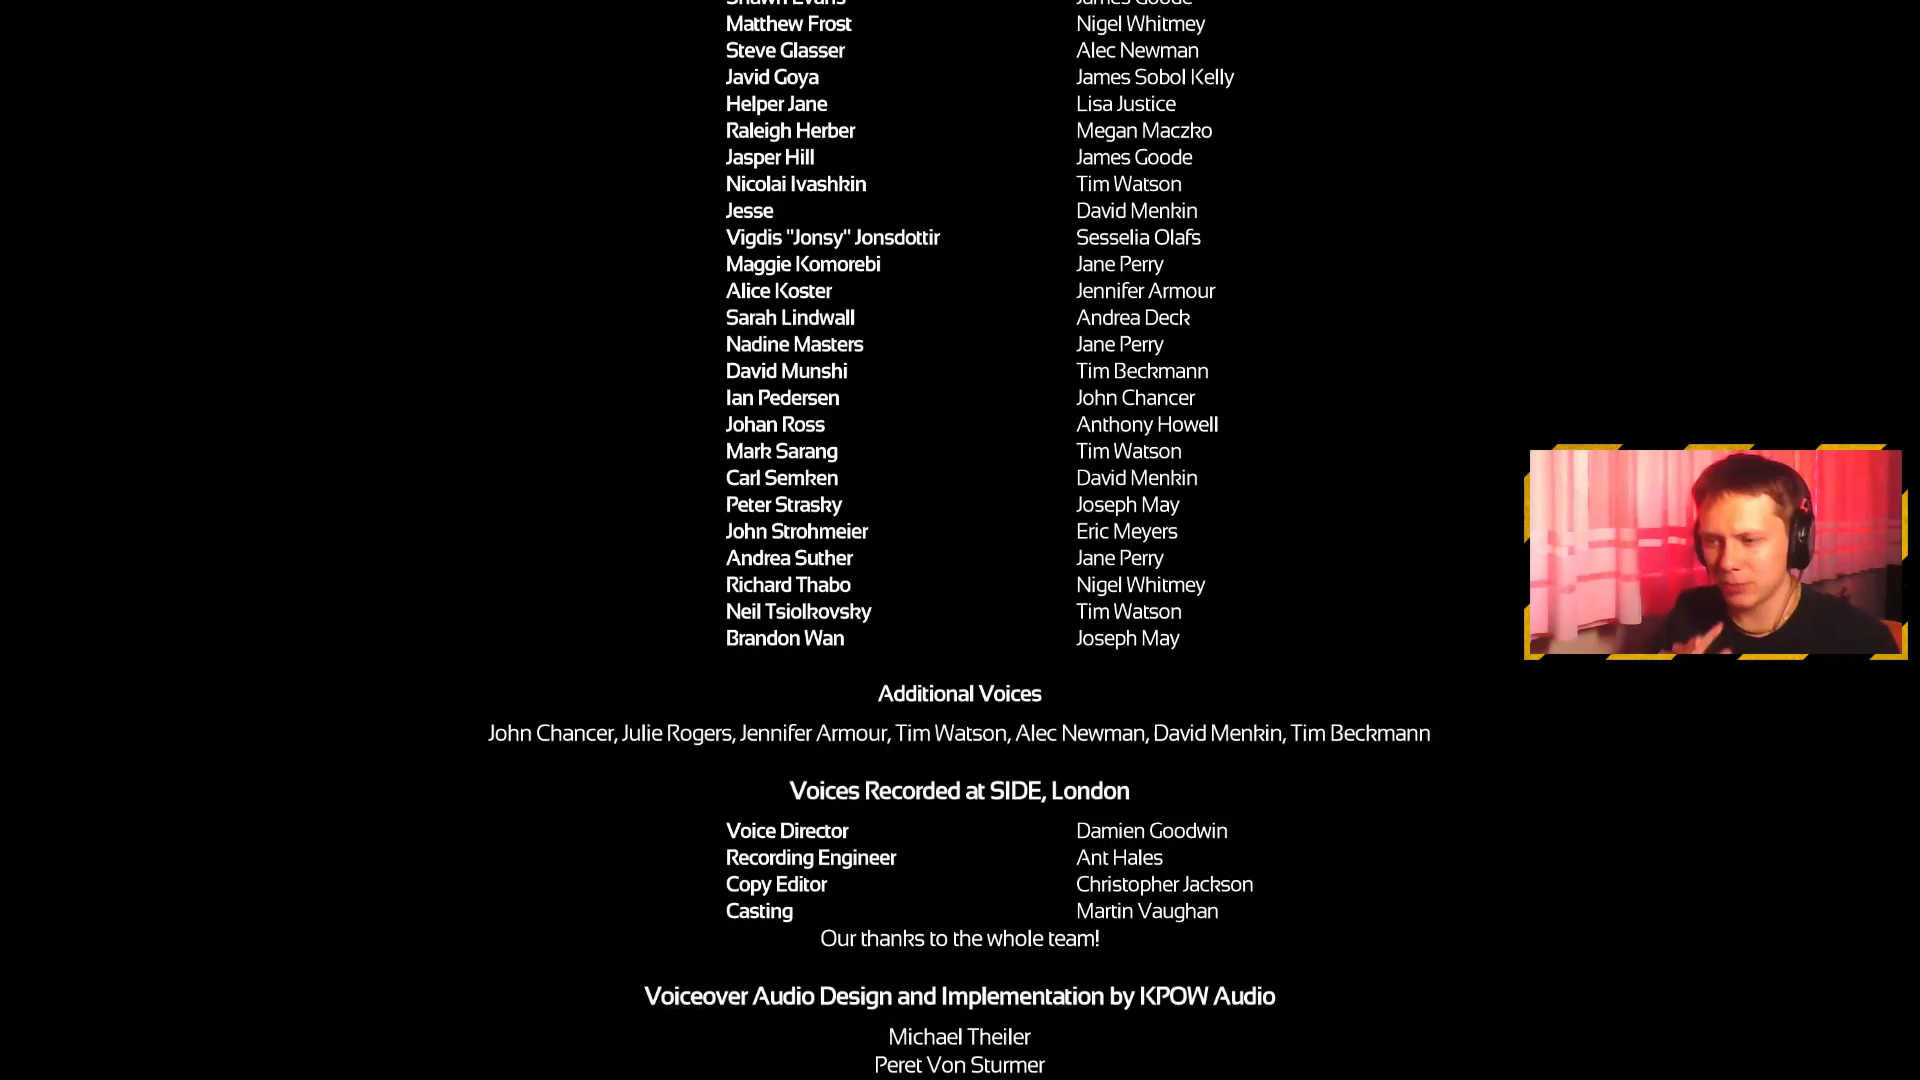 Shawn Evans James Goode
Matthew Frost Nigel Whitmey
Steve Glasser Alec Newman
Javid Goya James Sobol Kelly
Helper Jane Lisa Justice
Raleigh Herber Megan Maczko
Jasper Hill James Goode
Nicolai Ivashkin Tim Watson
Jesse David Menkin
Vigdis "Jonsy" Jonsdottir Sesselia Olafs
Maggie Komorebi Jane Perry
Alice Koster Jennifer Armour
Sarah Lindwall Andrea Deck
Nadine Masters Jane Perry
David Munshi Tim Beckmann
Ian Pedersen John Chancer
Johan Ross Anthony Howell
Mark Sarang Tim Watson
Carl Semken David Menkin
Peter Strasky Joseph May
John Strohmeier Eric Meyers
Andrea Suther Jane Perry
Richard Thabo Nigel Whitmey
Neil Tsiolkovsky Tim Watson
Brandon Wan Joseph May
Additional Voices
John Chancer, Julie Rogers, Jennifer Armour, Tim Watson, Alec Newman, David Menkin, Tim Beckmann
Voices Recorded at SIDE, London
Voice Director Damien Goodwin
Recording Engineer Ant Hales
Copy Editor Christopher Jackson
Casting Martin Vaughan
Our thanks to the whole team!
Voiceover Audio Design and Implementation by KPOW Audio
Michael Theiler
Peret Von Sturmer